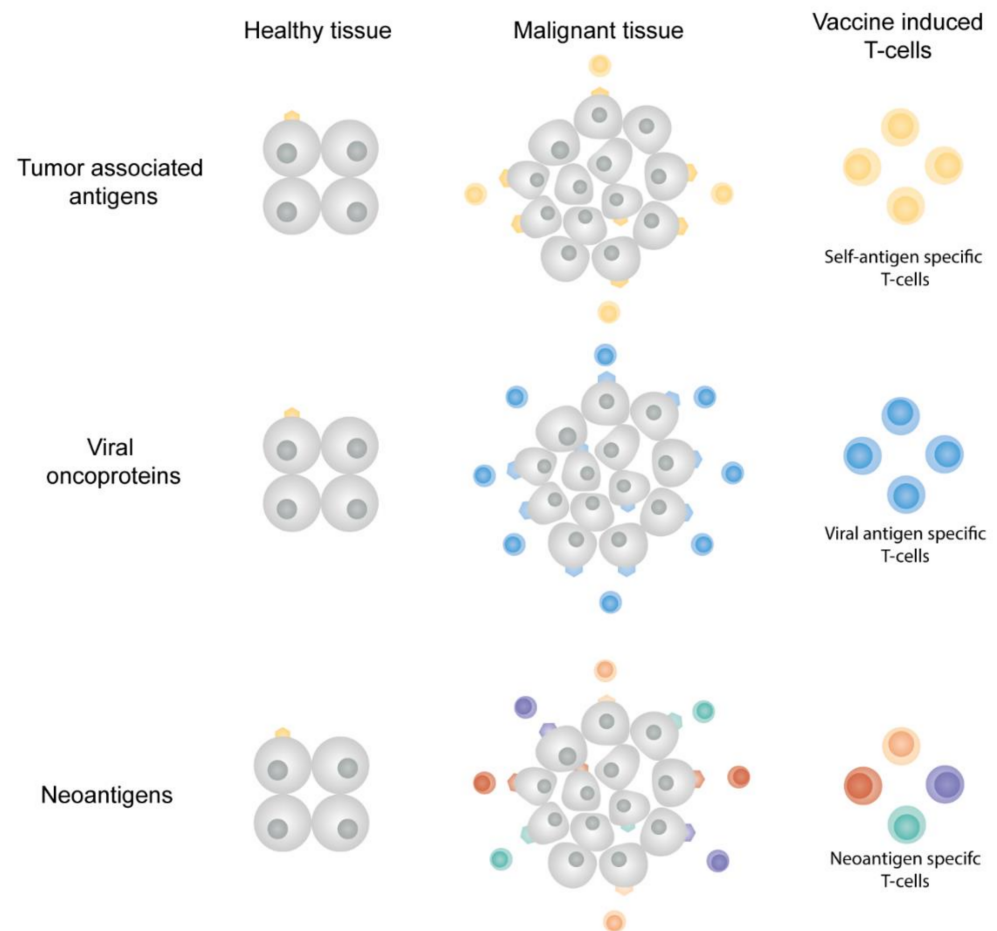 Healthy tissue
Malignant tissue
Vaccine induced
T-cells
Tumor associated
antigens
Self-antigen specific
T-cells
Viral
oncoproteins
Viral antigen specific
T-cells
Neoantigens
Neoantigen specifc
T-cells